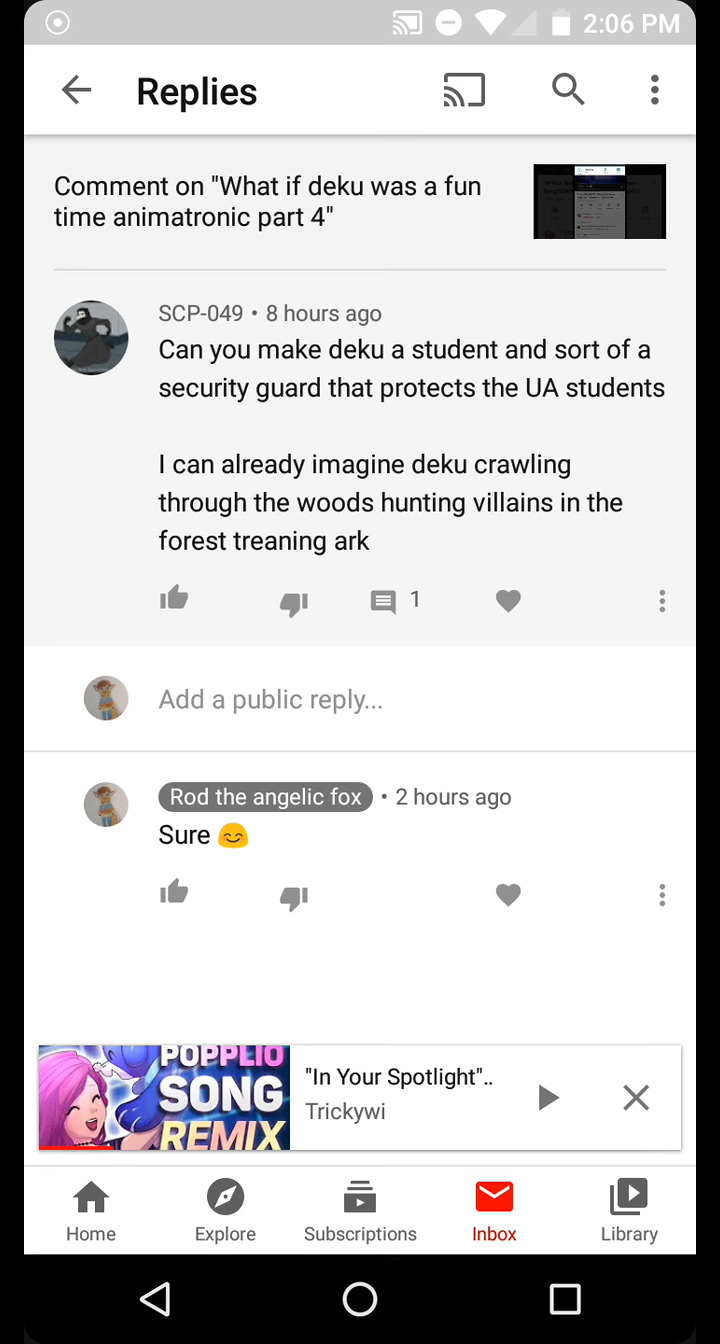 2:06 PM
Replies
Comment on "What if deku was a fun
time animatronic part 4"
SCP-049 • 8 hours ago
Can you make deku a student and sort of a
security guard that protects the UA students
I can already imagine deku crawling
through the woods hunting villains in the
forest treaning ark
1
Add a public reply...
Rod the angelic fox • 2 hours ago
Sure 😊
POPPLIO
SONG
REMIX
"In Your Spotlight"..
Trickywi
Home Explore Subscriptions Inbox Library